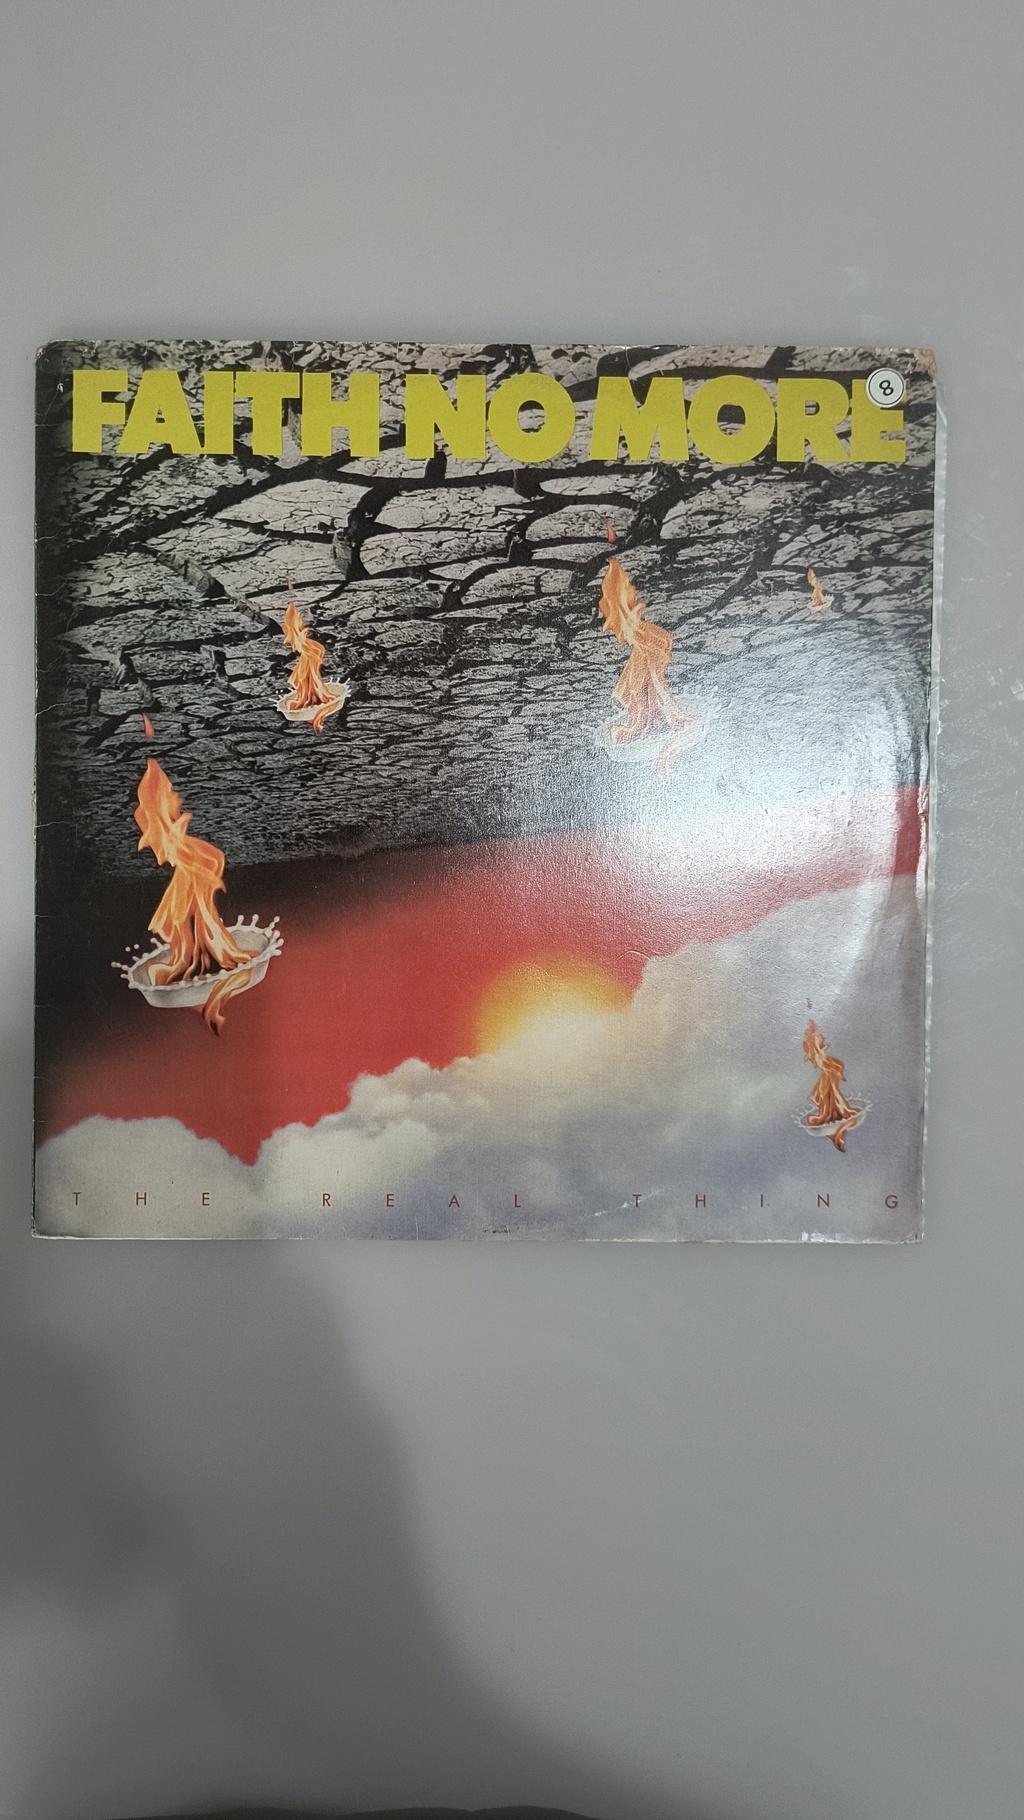 FAITH NO MORE
8
THE REAL THING